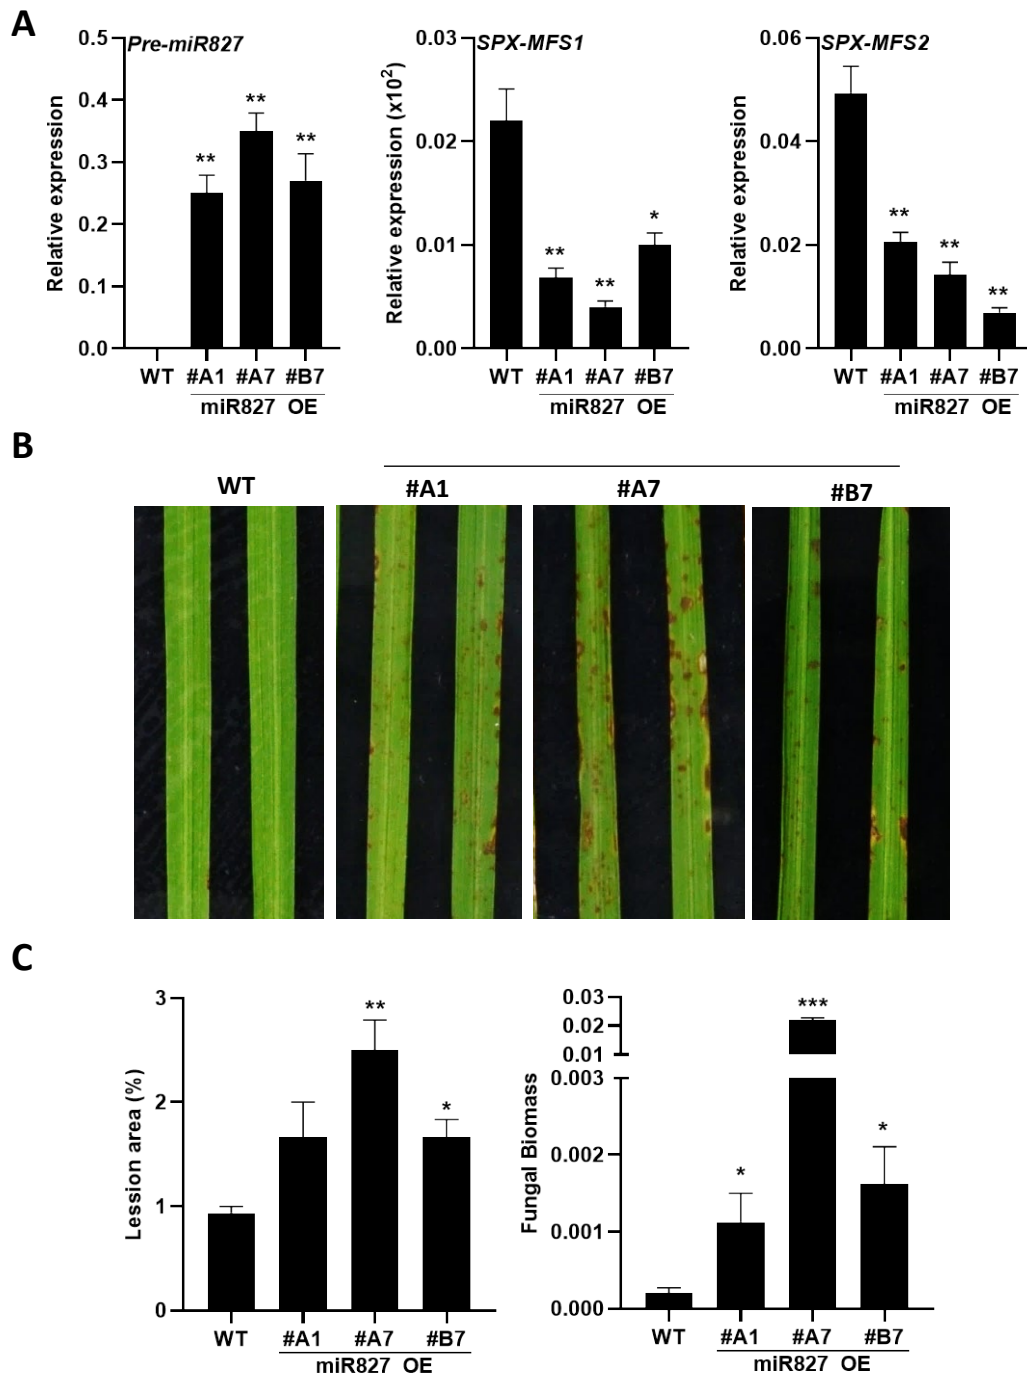 A
Pre-miR827
SPX-MFS1
SPX-MFS2
Relative expression
0.5
0.4
0.3
0.2
0.1
0.0
**
**
**
WT #A1 #A7 #B7
miR827 OE
Relative expression (x10²)
0.03
0.02
0.01
0.00
**
**
*
WT #A1 #A7 #B7
miR827 OE
Relative expression
0.06
0.04
0.02
0.00
**
**
**
WT #A1 #A7 #B7
miR827 OE
B
WT #A1 #A7 #B7
C
Lession area (%)
3
2
1
0
**
*
WT #A1 #A7 #B7
miR827 OE
Fungal Biomass
0.03
0.02
0.01
0.003
0.002
0.001
0.000
*
***
*
WT #A1 #A7 #B7
miR827 OE